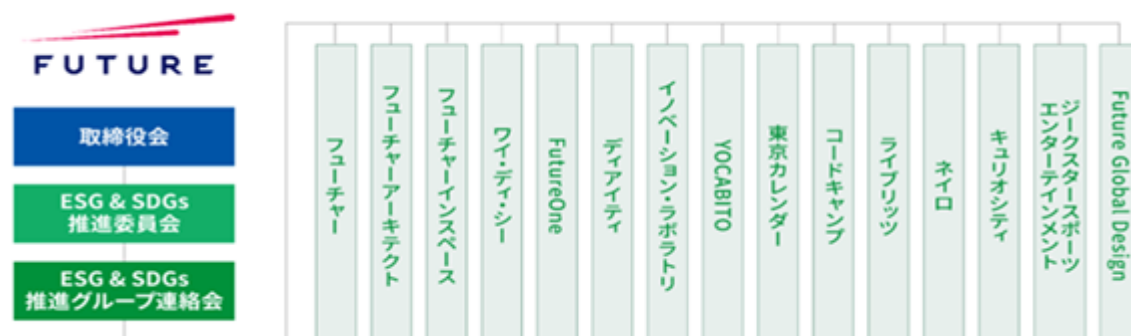 FUTURE
取締役会
ESG & SDGs
推進委員会
ESG & SDGs
推進グループ連絡会
フューチャー
フューチャーアーキテクト
フューチャーインスペース
ワイ・ディ・シー
FutureOne
ディアイティ
イノベーション・ラボラトリ
YOCABITO
東京カレンダー
コードキャンプ
ライブリッツ
ネイロ
キュリオシティ
ジークスタースポーツ
エンターテインメント
Future Global Design